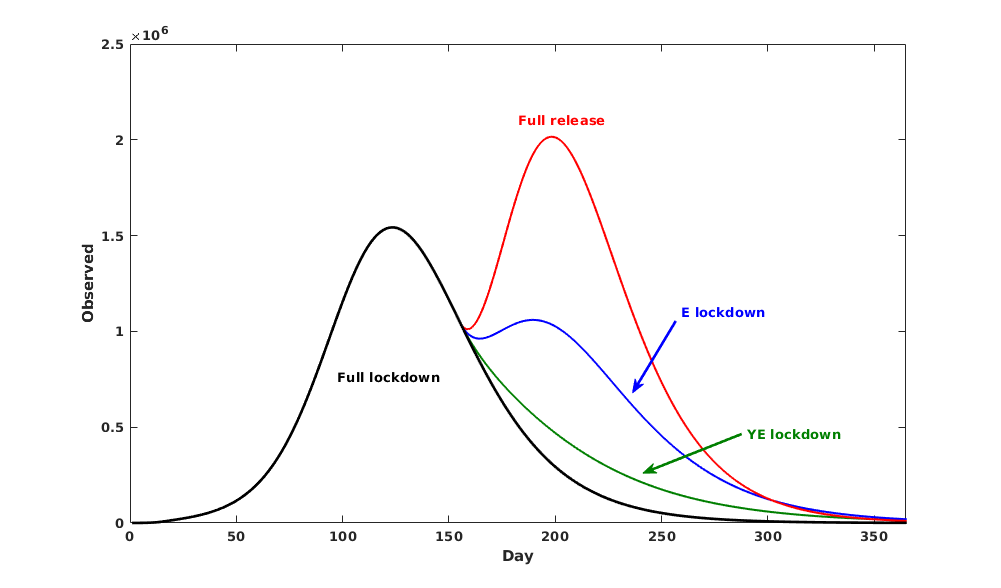 ×10⁶
2.5
2
1.5
1
0.5
0
Observed
Full release
E lockdown
Full lockdown
YE lockdown
0 50 100 150 200 250 300 350
Day